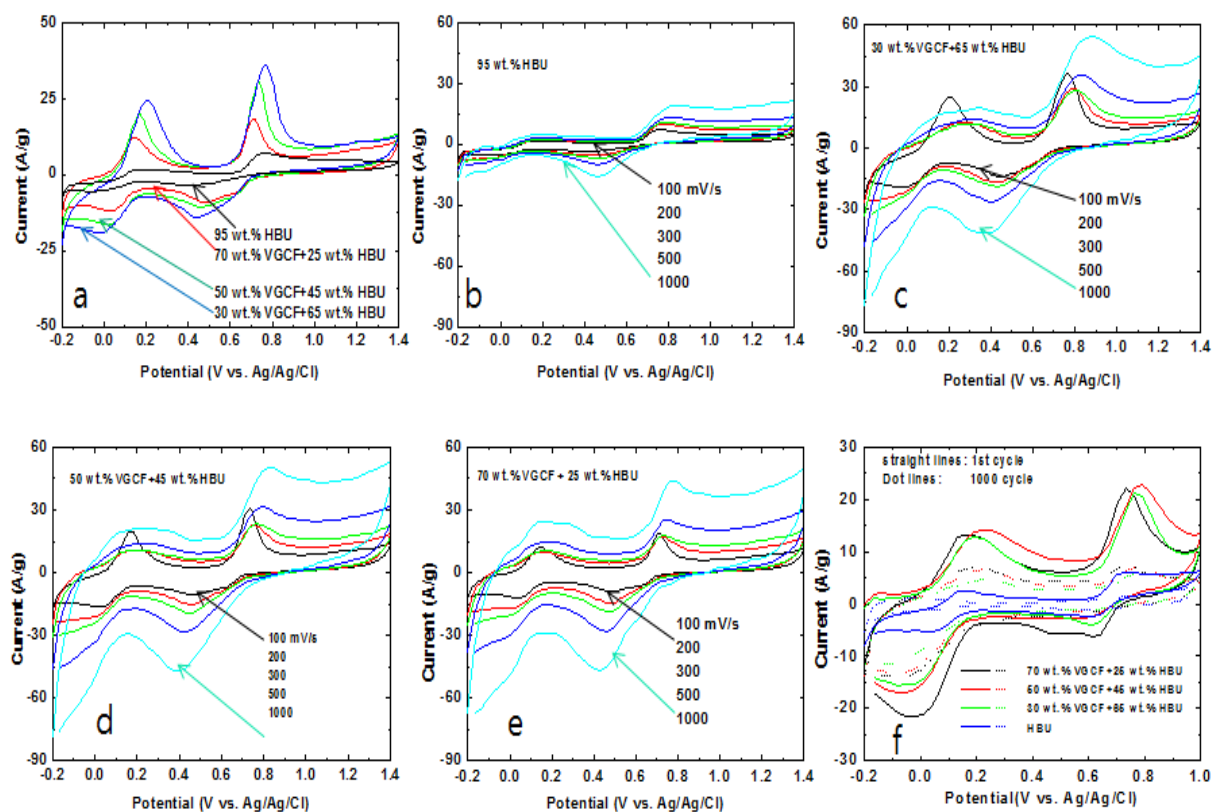 50
25
0
-25
-50
Current (A/g)
95 wt.% HBU
70 wt.% VGCF+25 wt.% HBU
50 wt.% VGCF+45 wt.% HBU
30 wt.% VGCF+65 wt.% HBU
a
-0.2 0.0 0.2 0.4 0.6 0.8 1.0 1.2 1.4
Potential (V vs. Ag/Ag/Cl)
60
30
0
-30
-60
-90
Current (A/g)
95 wt.% HBU
100 mV/s
200
300
500
1000
b
-0.2 0.0 0.2 0.4 0.6 0.8 1.0 1.2 1.4
Potential (V vs. Ag/Ag/Cl)
60
30
0
-30
-60
-90
Current (A/g)
30 wt.% VGCF+65 wt.% HBU
100 mV/s
200
300
500
1000
c
-0.2 0.0 0.2 0.4 0.6 0.8 1.0 1.2 1.4
Potential (V vs. Ag/Ag/Cl)
60
30
0
-30
-60
-90
Current (A/g)
50 wt.% VGCF+45 wt.% HBU
100 mV/s
200
300
500
1000
d
-0.2 0.0 0.2 0.4 0.6 0.8 1.0 1.2 1.4
Potential (V vs. Ag/Ag/Cl)
60
30
0
-30
-60
-90
Current (A/g)
70 wt.% VGCF + 25 wt.% HBU
100 mV/s
200
300
500
1000
e
-0.2 0.0 0.2 0.4 0.6 0.8 1.0 1.2 1.4
Potential (V vs. Ag/Ag/Cl)
30
20
10
0
-10
-20
-30
Current (A/g)
straight lines : 1st cycle
Dot lines : 1000 cycle
70 wt.% VGCF+25 wt.% HBU
50 wt.% VGCF+45 wt.% HBU
30 wt.% VGCF+65 wt.% HBU
HBU
f
-0.2 0.0 0.2 0.4 0.6 0.8 1.0
Potential(V vs. Ag/Ag/Cl)